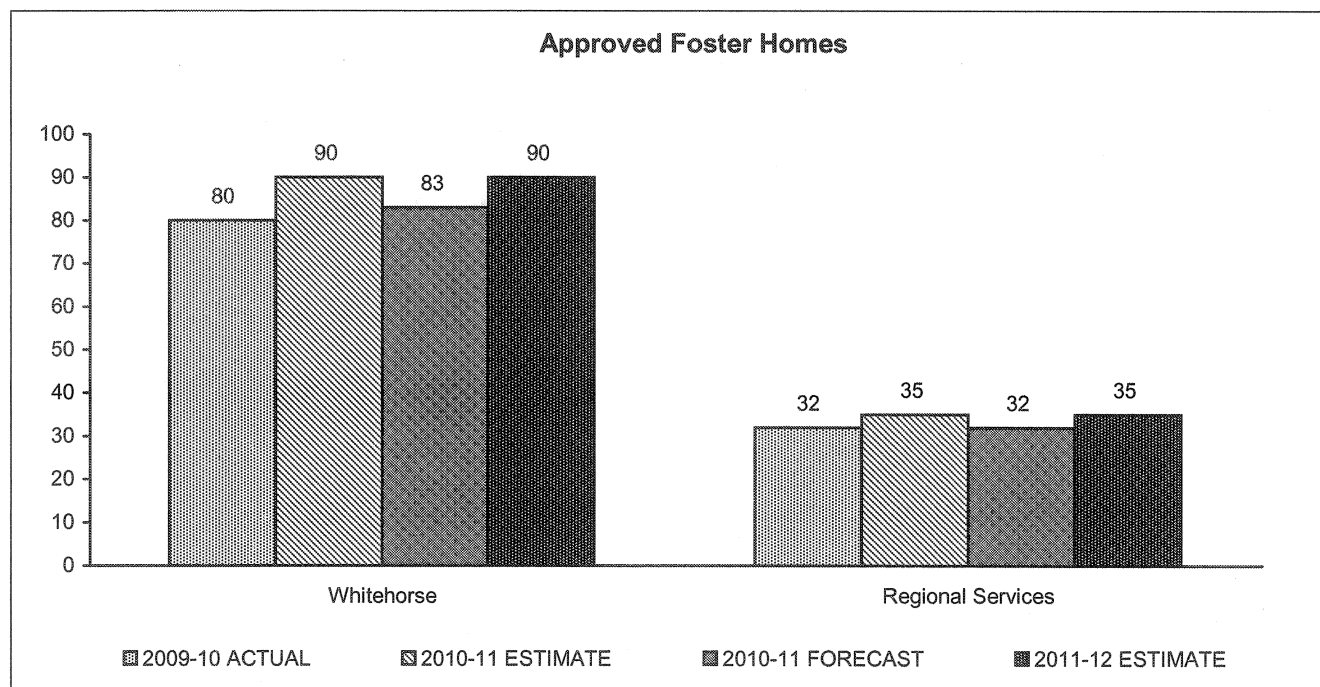 Approved Foster Homes
100
90
80
70
60
50
40
30
20
10
0
80
90
83
90
32
35
32
35
Whitehorse
Regional Services
2009-10 ACTUAL
2010-11 ESTIMATE
2010-11 FORECAST
2011-12 ESTIMATE